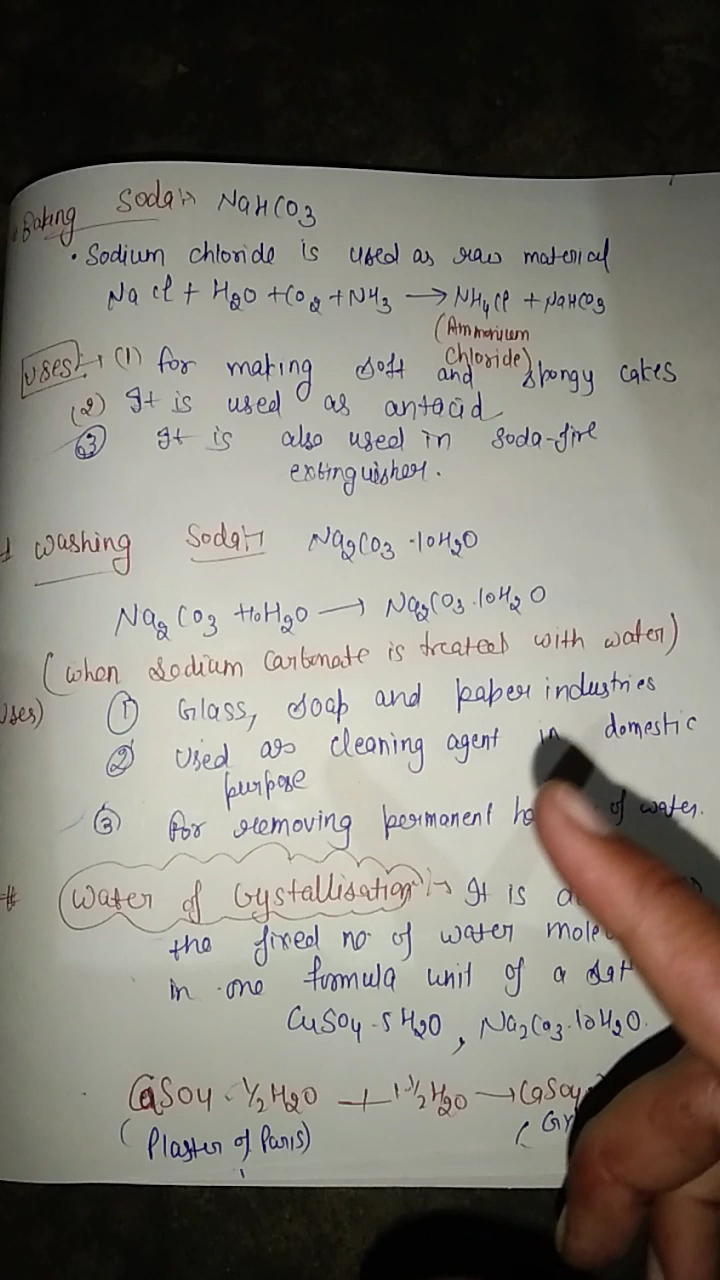 Baking Soda:→ NaHCO3
• Sodium chloride is used as raw material
NaCl + H2O + CO2 + NH3 → NH4Cl + NaHCO3
(Ammonium
Chloride)
Uses:→ (1) for making soft and spongy cakes
(2) It is used as antacid
(3) It is also used in soda-fire
extinguisher.
Washing Soda:→ Na2CO3 .10H2O
Na2CO3 +10H2O → Na2CO3.10H2O
(when sodium carbonate is treated with water)
Uses) ① Glass, soap and paper industries
② Used as cleaning agent in domestic
purpose
③ for removing permanent of water.
# Water of Crystallisation:→ It is
the fixed no. of water
in one formula unit of a
CuSO4.5H2O, Na2CO3.10H2O.
CaSO4.1/2H2O + 1 1/2H2O → CaSO4
(Plaster of Paris) (